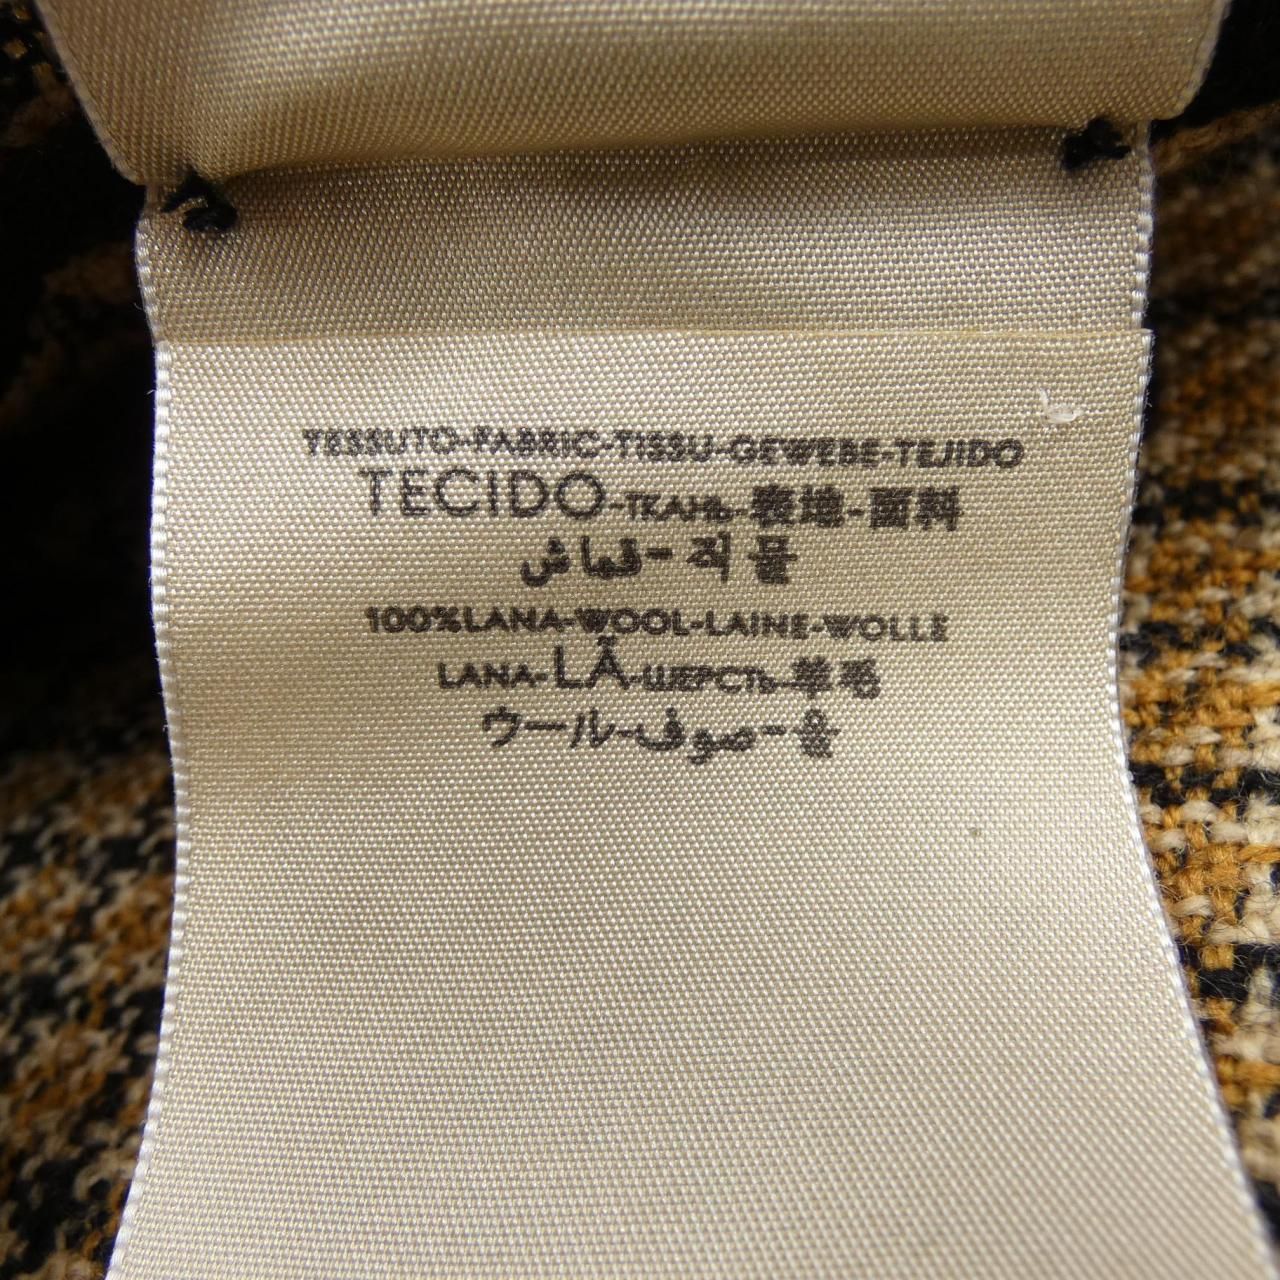 TESSUTO-FABRIC-TISSU-GEWEBE-TEJIDO
TECIDO-ТКАНЬ-表地-面料
قماش-직물
100%LANA-WOOL-LAINE-WOLLE
LANA-LÃ-ШЕРСТЬ-羊毛
ウール-صوف-울